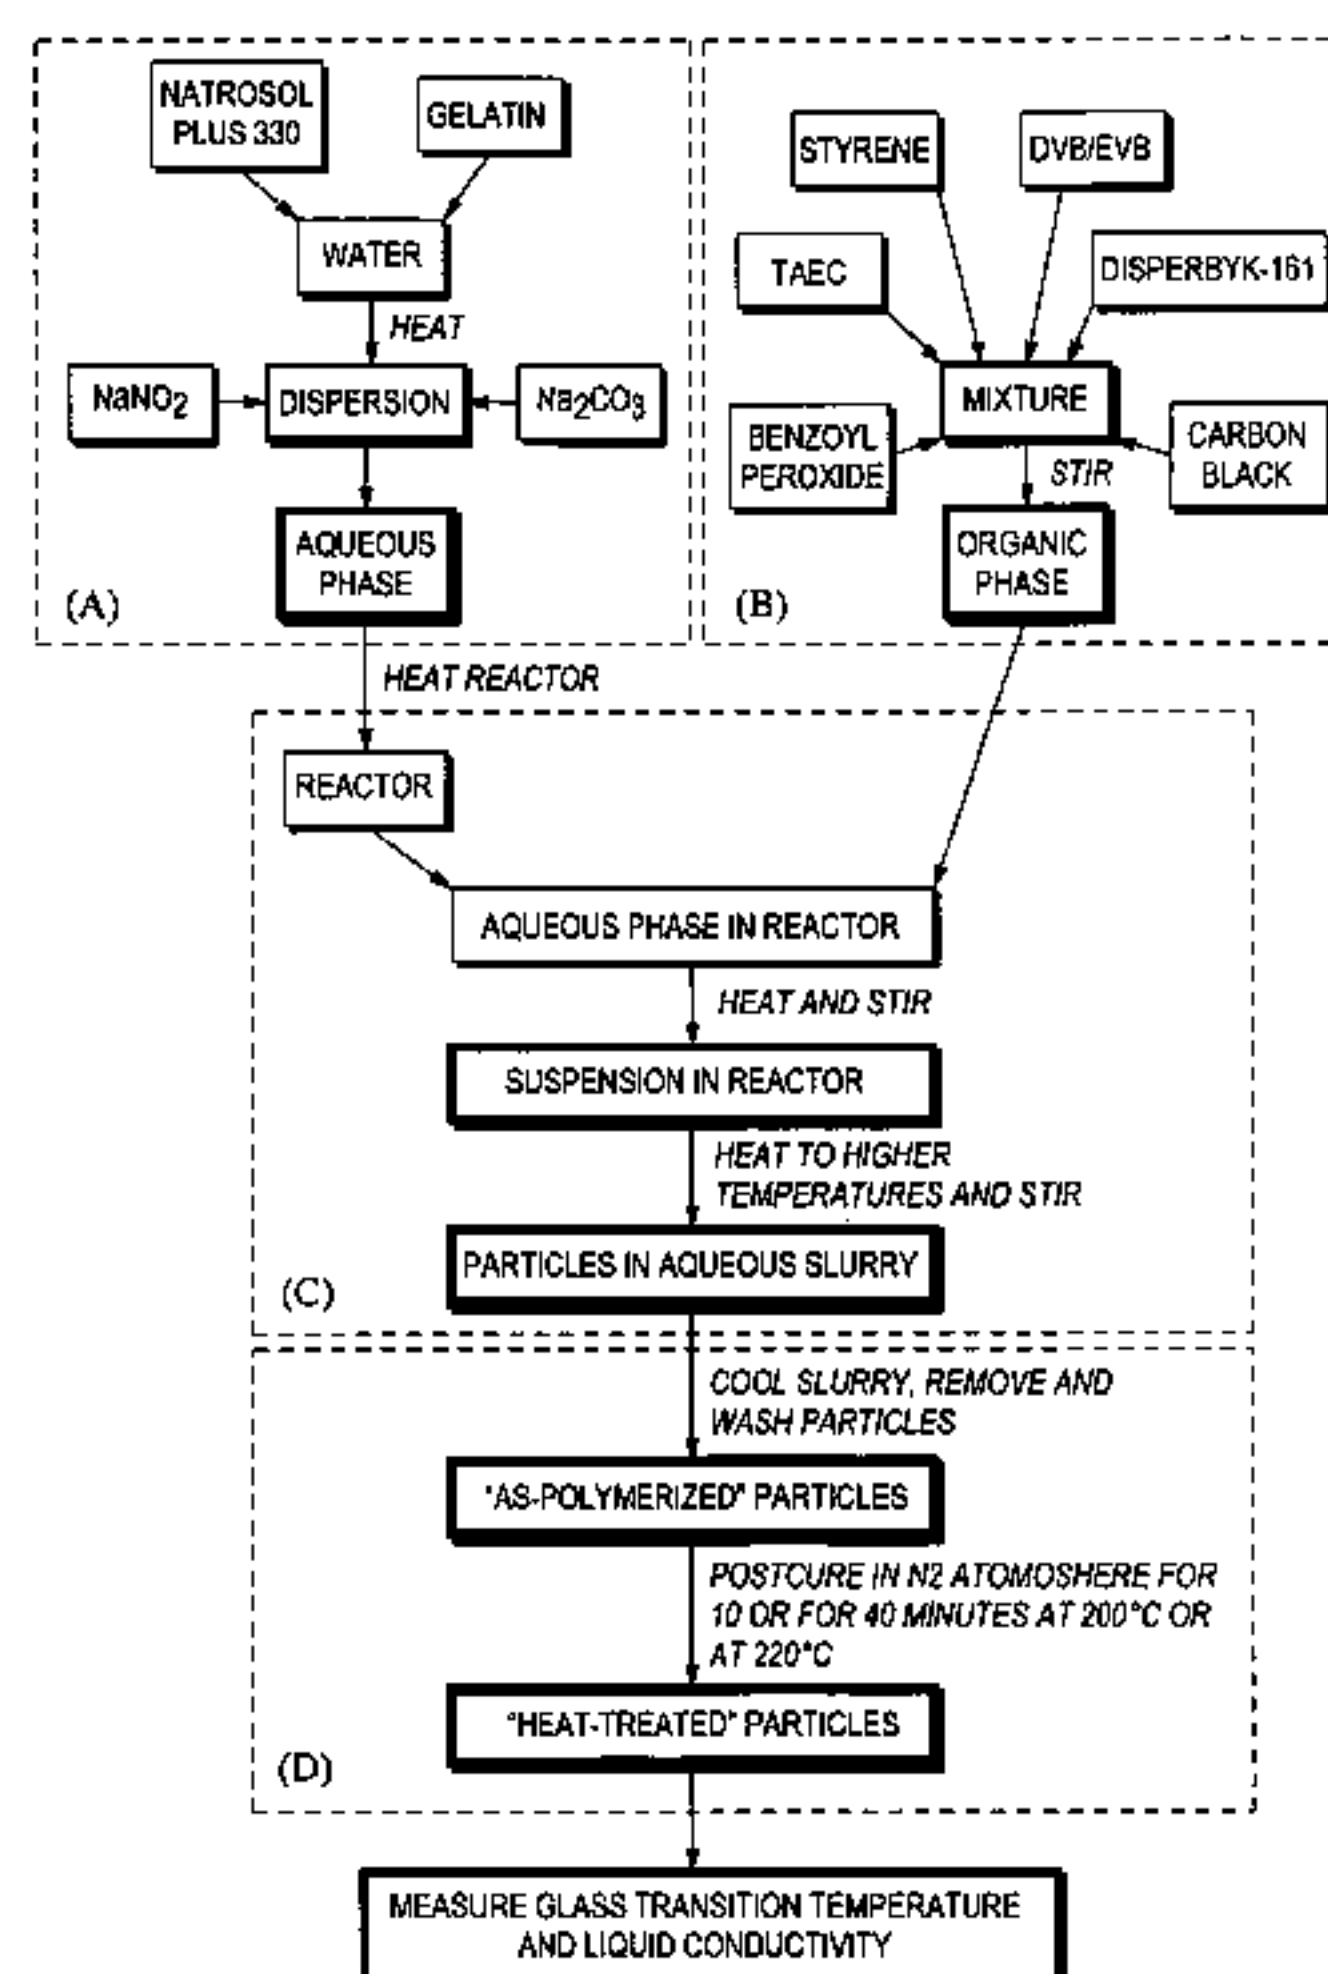 NATROSOL
PLUS 330
GELATIN
WATER
HEAT
NaNO2
DISPERSION
Na2CO3
AQUEOUS
PHASE
(A)
STYRENE
DVB/EVB
TAEC
DISPERBYK-161
MIXTURE
BENZOYL
PEROXIDE
CARBON
BLACK
STIR
ORGANIC
PHASE
(B)
HEAT REACTOR
REACTOR
AQUEOUS PHASE IN REACTOR
HEAT AND STIR
SUSPENSION IN REACTOR
HEAT TO HIGHER
TEMPERATURES AND STIR
PARTICLES IN AQUEOUS SLURRY
(C)
COOL SLURRY, REMOVE AND
WASH PARTICLES
"AS-POLYMERIZED" PARTICLES
POSTCURE IN N2 ATOMOSHERE FOR
10 OR FOR 40 MINUTES AT 200°C OR
AT 220°C
"HEAT-TREATED" PARTICLES
(D)
MEASURE GLASS TRANSITION TEMPERATURE
AND LIQUID CONDUCTIVITY